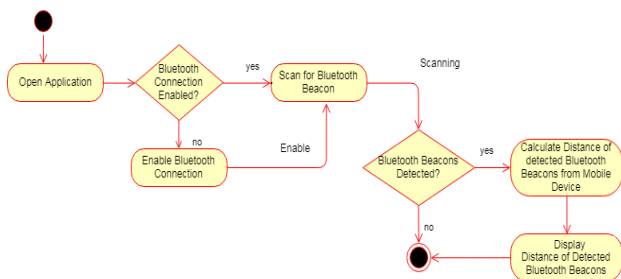 Open Application
Bluetooth
Connection
Enabled?
yes
Scan for Bluetooth
Beacon
Scanning
no
Enable Bluetooth
Connection
Enable
Bluetooth Beacons
Detected?
yes
Calculate Distance of
detected Bluetooth
Beacons from Mobile
Device
no
Display
Distance of Detected
Bluetooth Beacons